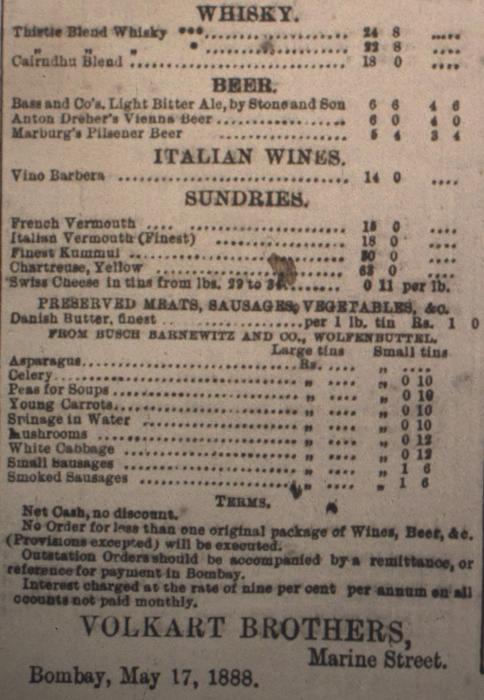 WHISKY.
Thistle Blend Whisky ***.................... 24 8 ....
" " " *.................... 22 8 ....
Cairndhu Blend .............................. 18 0 ....
BEER.
Bass and Co's. Light Bitter Ale, by Stone and Son 6 6 4 6
Anton Dreher's Vienna Beer .................. 6 0 4 0
Marburg's Pilsener Beer .................. 5 4 3 4
ITALIAN WINES.
Vino Barbera .............................. 14 0 ....
SUNDRIES.
French Vermouth .... .................... 15 0 ....
Italian Vermouth (Finest) .................... 18 0 ....
Finest Kummul .............................. 30 0 ....
Chartreuse, Yellow .................... 63 0 ....
Swiss Cheese in tins from lbs. 22 to ........ 0 11 per lb.
PRESERVED MEATS, SAUSAGES, VEGETABLES, &c.
Danish Butter, finest ....................per 1 lb. tin Rs. 1 0
FROM BUSCH BARNEWITZ AND CO., WOLFENBUTTEL.
Large tins Small tins
Asparagus.............................. Rs. .... " ....
Celery.............................. " .... " 0 10
Peas for Soups.............................. " .... " 0 10
Young Carrots.............................. " .... " 0 10
Spinage in Water .............................. " .... " 0 10
Mushrooms .............................. " .... " 0 12
White Cabbage .............................. " .... " 0 12
Small Sausages .............................. " .... " 1 6
Smoked Sausages .............................. " .... " 1 6
TERMS.
Net Cash, no discount.
No Order for less than one original package of Wines, Beer, &c.
(Provisions excepted) will be executed.
Outstation Orders should be accompanied by a remittance, or
reference for payment in Bombay.
Interest charged at the rate of nine per cent per annum on all
ccounts not paid monthly.
VOLKART BROTHERS,
Marine Street.
Bombay, May 17, 1888.